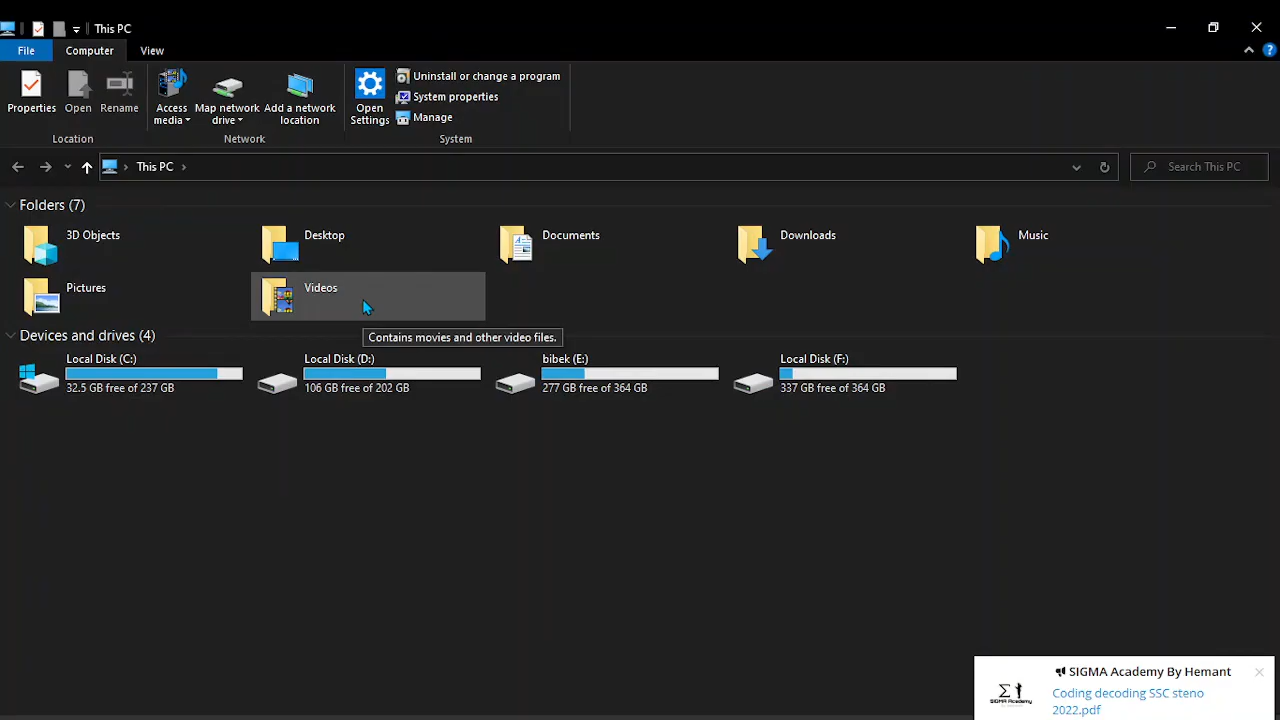 This PC
File Computer View
Properties Open Rename Access media Map network drive Add a network location Open Settings Uninstall or change a program
System properties
Manage
Location Network System
This PC Search This PC
Folders (7)
3D Objects Desktop Documents Downloads Music
Pictures Videos
Contains movies and other video files.
Devices and drives (4)
Local Disk (C:) Local Disk (D:) bibek (E:) Local Disk (F:)
32.5 GB free of 237 GB 106 GB free of 202 GB 277 GB free of 364 GB 337 GB free of 364 GB
SIGMA Academy By Hemant
Coding decoding SSC steno
2022.pdf
Σ
SIGMA Academy